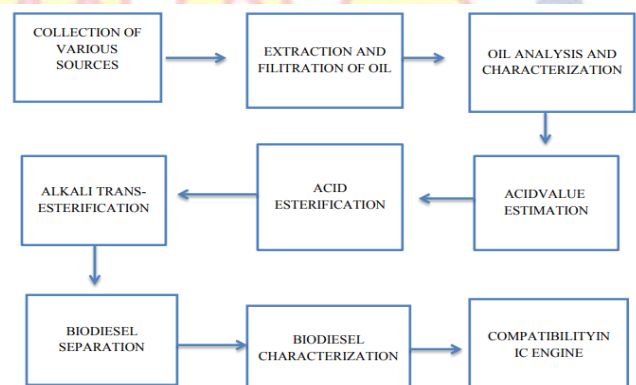 COLLECTION OF
VARIOUS
SOURCES
EXTRACTION AND
FILITRATION OF OIL
OIL ANALYSIS AND
CHARACTERIZATION
ACIDVALUE
ESTIMATION
ACID
ESTERIFICATION
ALKALI TRANS-
ESTERIFICATION
BIODIESEL
SEPARATION
BIODIESEL
CHARACTERIZATION
COMPATIBILITYIN
IC ENGINE